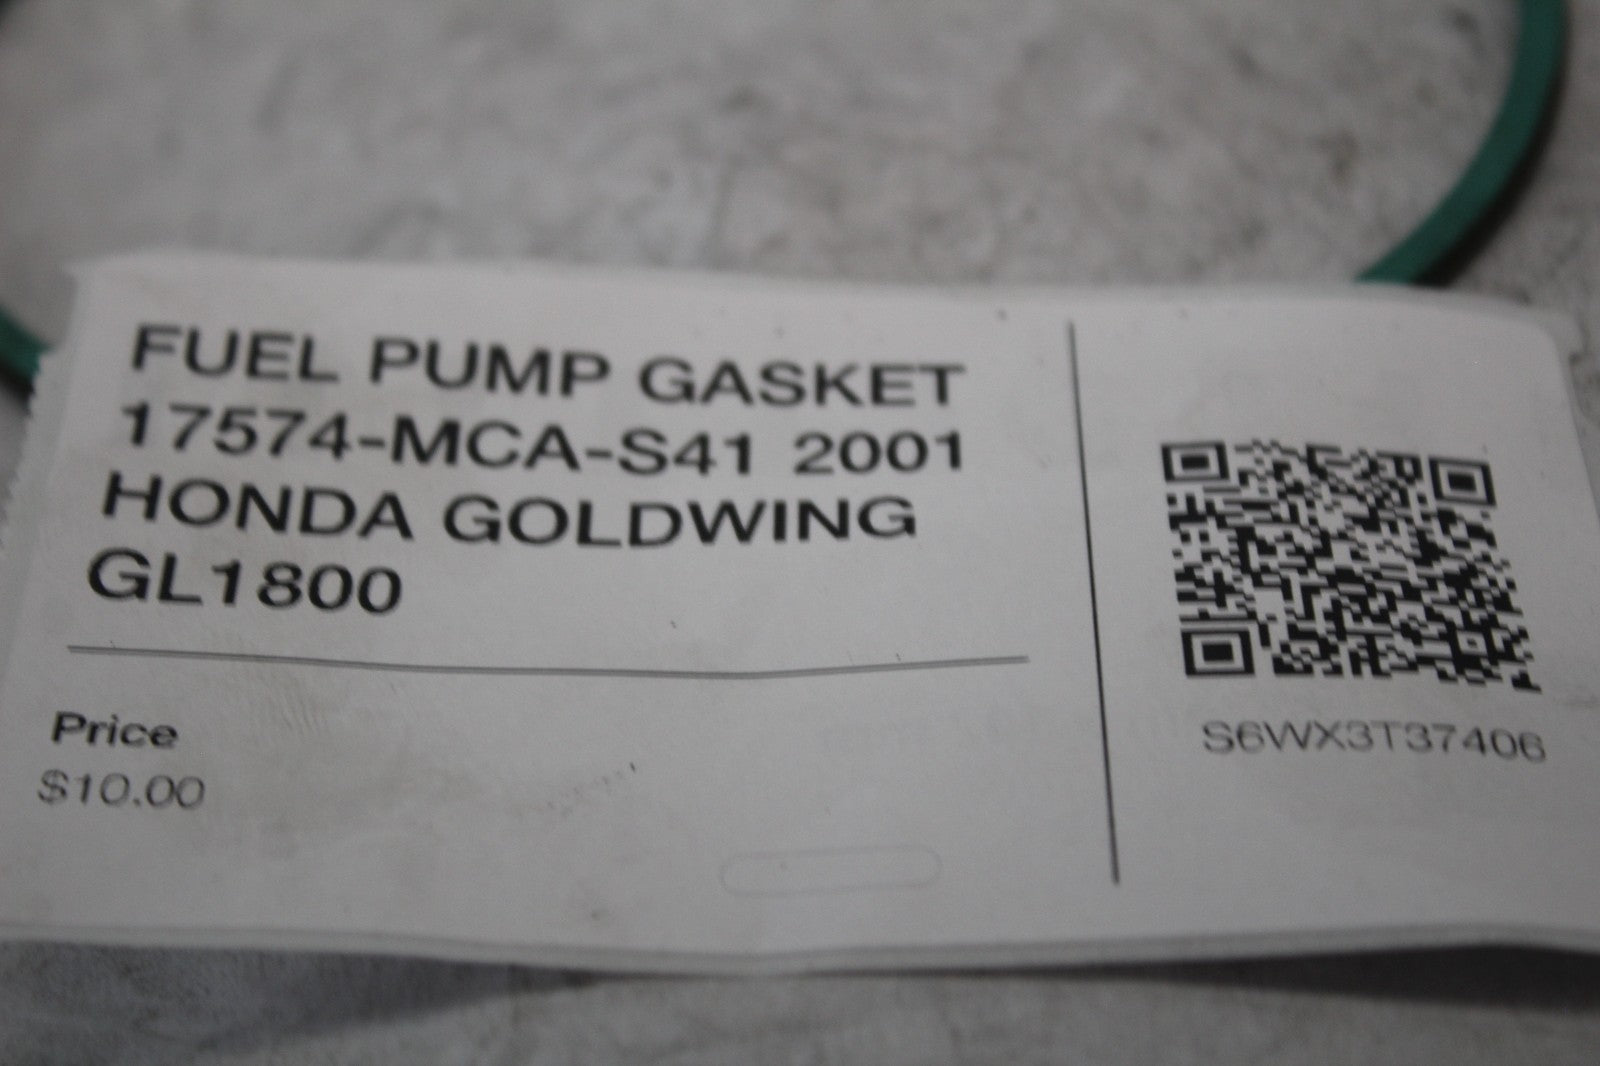 FUEL PUMP GASKET
17574-MCA-S41 2001
HONDA GOLDWING
GL1800
Price
$10.00
S6WX3T37406